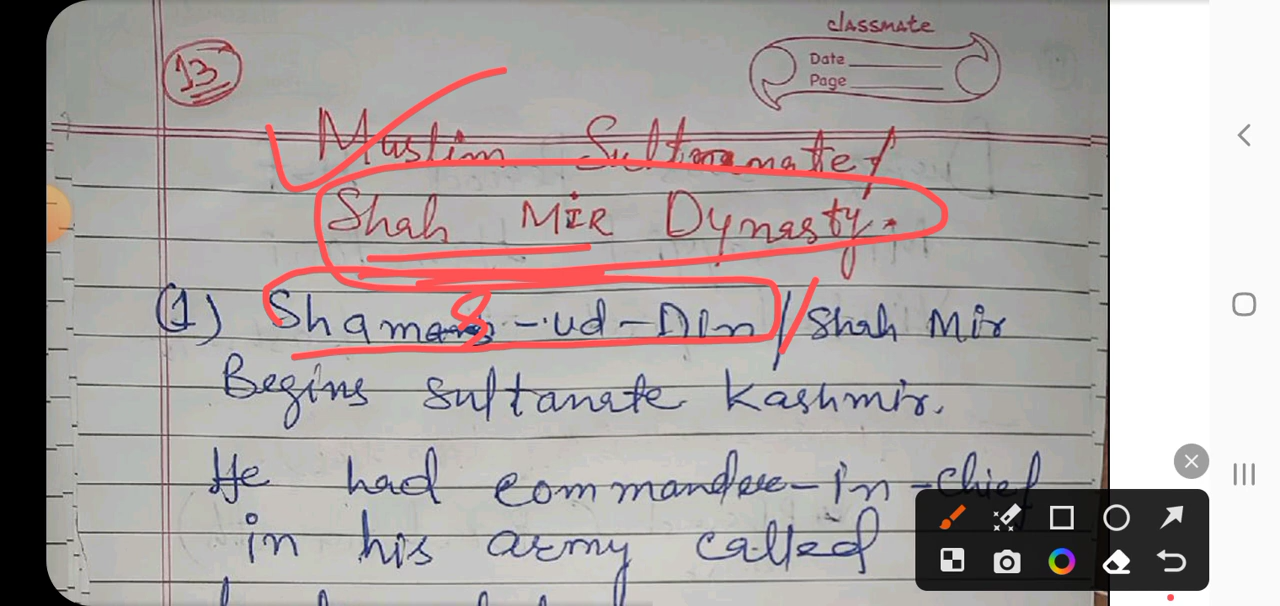 classmate
Date
Page
13
Muslim Sultanate/
Shah MIR Dynasty.
(1) Shams-ud-Din / Shah Mir
Begins Sultanate Kashmir.
He had commander-in-chief
in his army called